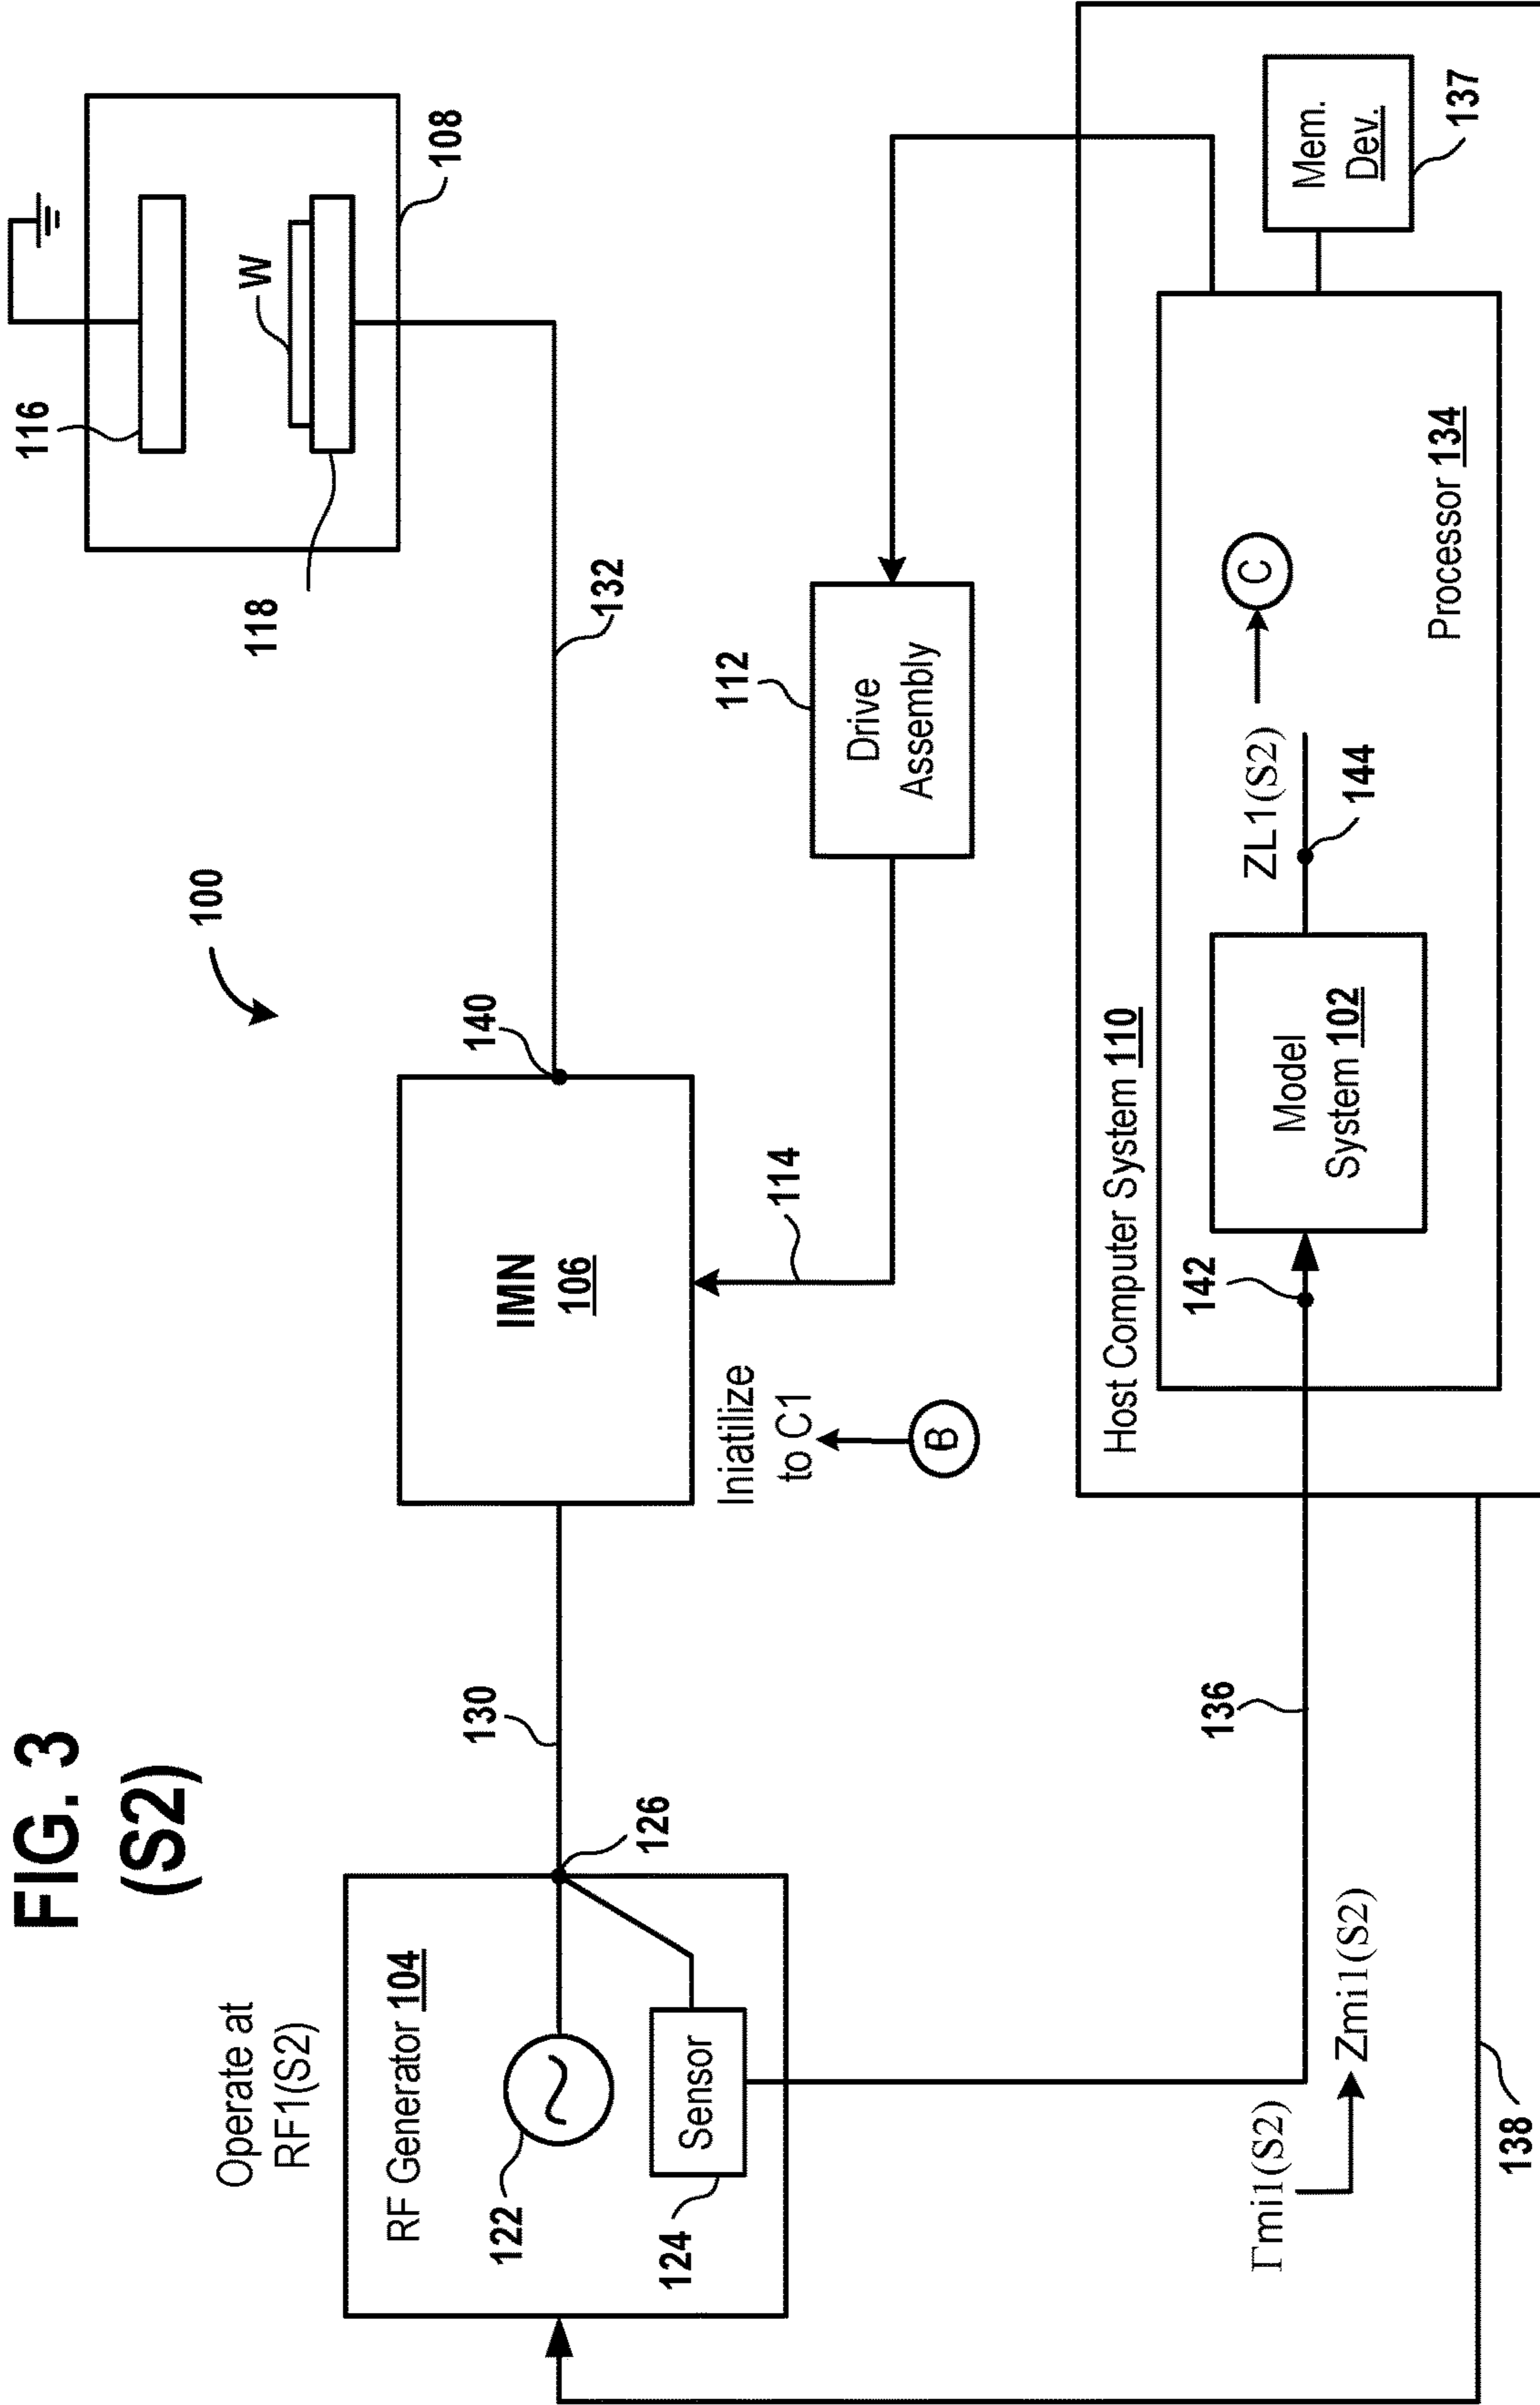 FIG. 3
(S2)
100
Operate at
RF1(S2)
RF Generator 104
122
Sensor
124
126
130
IMN
106
140
132
116
W
118
108
Iniatilize
to C1
B
114
112
Drive
Assembly
Γmi1(S2)
Zmi1(S2)
136
138
Host Computer System 110
142
Model
System 102
ZL1(S2)
144
C
Processor 134
Mem.
Dev.
137